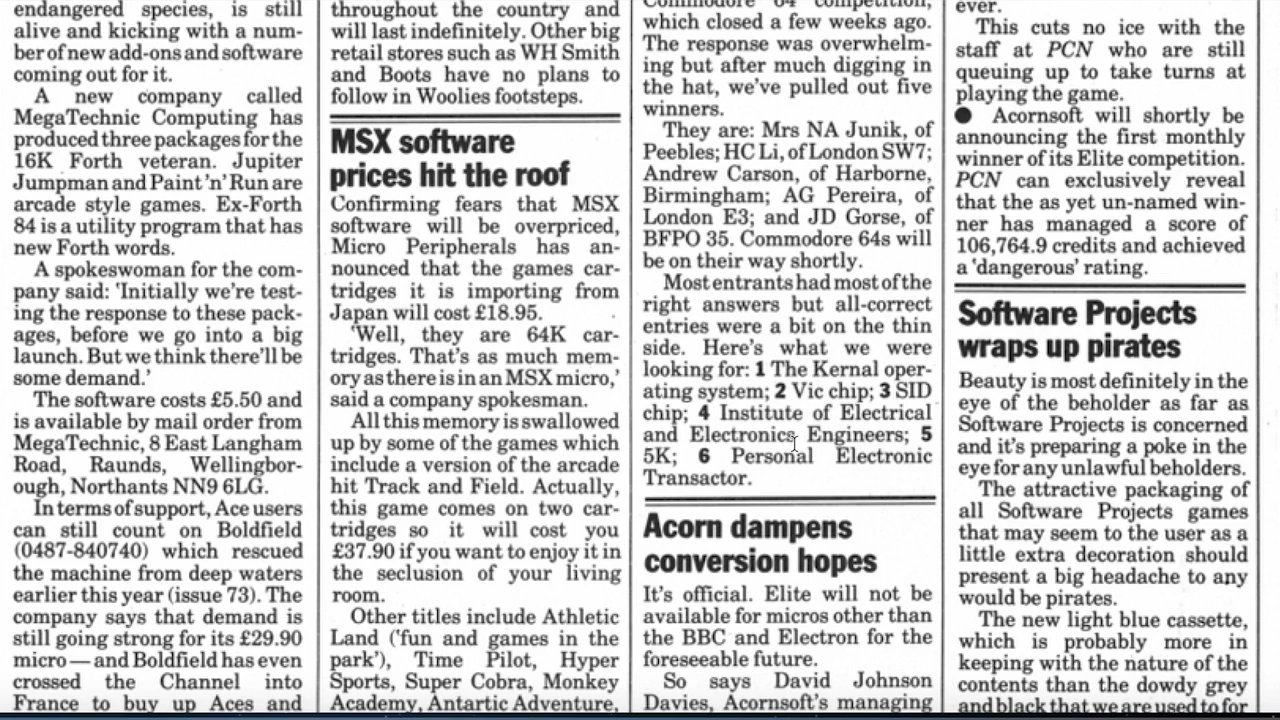 endangered species, is still
alive and kicking with a num-
ber of new add-ons and software
coming out for it.
A new company called
MegaTechnic Computing has
produced three packages for the
16K Forth veteran. Jupiter
Jumpman and Paint 'n' Run are
arcade style games. Ex-Forth
84 is a utility program that has
new Forth words.
A spokeswoman for the com-
pany said: 'Initially we're test-
ing the response to these pack-
ages, before we go into a big
launch. But we think there'll be
some demand.'
The software costs £5.50 and
is available by mail order from
MegaTechnic, 8 East Langham
Road, Raunds, Wellingbor-
ough, Northants NN9 6LG.
In terms of support, Ace users
can still count on Boldfield
(0487-840740) which rescued
the machine from deep waters
earlier this year (issue 73). The
company says that demand is
still going strong for its £29.90
micro — and Boldfield has even
crossed the Channel into
France to buy up Aces and
throughout the country and
will last indefinitely. Other big
retail stores such as WH Smith
and Boots have no plans to
follow in Woolies footsteps.
MSX software
prices hit the roof
Confirming fears that MSX
software will be overpriced,
Micro Peripherals has an-
nounced that the games car-
tridges it is importing from
Japan will cost £18.95.
'Well, they are 64K car-
tridges. That's as much mem-
ory as there is in an MSX micro,'
said a company spokesman.
All this memory is swallowed
up by some of the games which
include a version of the arcade
hit Track and Field. Actually,
this game comes on two car-
tridges so it will cost you
£37.90 if you want to enjoy it in
the seclusion of your living
room.
Other titles include Athletic
Land ('fun and games in the
park'), Time Pilot, Hyper
Sports, Super Cobra, Monkey
Academy, Antartic Adventure,
Commodore 64 competition,
which closed a few weeks ago.
The response was overwhelm-
ing but after much digging in
the hat, we've pulled out five
winners.
They are: Mrs NA Junik, of
Peebles; HC Li, of London SW7;
Andrew Carson, of Harborne,
Birmingham; AG Pereira, of
London E3; and JD Gorse, of
BFPO 35. Commodore 64s will
be on their way shortly.
Most entrants had most of the
right answers but all-correct
entries were a bit on the thin
side. Here's what we were
looking for: 1 The Kernal oper-
ating system; 2 Vic chip; 3 SID
chip; 4 Institute of Electrical
and Electronics Engineers; 5
5K; 6 Personal Electronic
Transactor.
Acorn dampens
conversion hopes
It's official. Elite will not be
available for micros other than
the BBC and Electron for the
foreseeable future.
So says David Johnson
Davies, Acornsoft's managing
ever.
This cuts no ice with the
staff at PCN who are still
queuing up to take turns at
playing the game.
● Acornsoft will shortly be
announcing the first monthly
winner of its Elite competition.
PCN can exclusively reveal
that the as yet un-named win-
ner has managed a score of
106,764.9 credits and achieved
a 'dangerous' rating.
Software Projects
wraps up pirates
Beauty is most definitely in the
eye of the beholder as far as
Software Projects is concerned
and it's preparing a poke in the
eye for any unlawful beholders.
The attractive packaging of
all Software Projects games
that may seem to the user as a
little extra decoration should
present a big headache to any
would be pirates.
The new light blue cassette,
which is probably more in
keeping with the nature of the
contents than the dowdy grey
and black that we are used to for